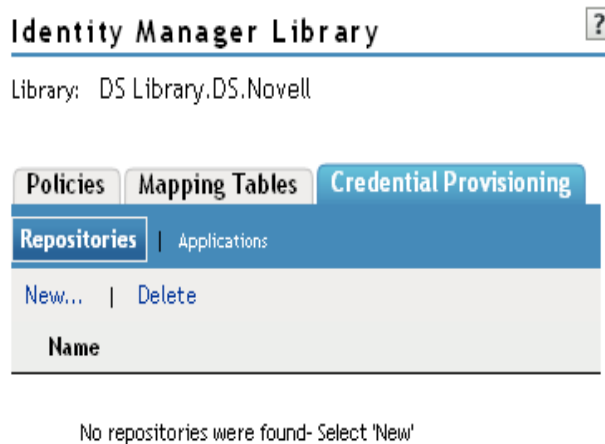 Identity Manager Library ?
Library: DS Library.DS.Novell
Policies Mapping Tables Credential Provisioning
Repositories | Applications
New... | Delete
Name
No repositories were found- Select 'New'